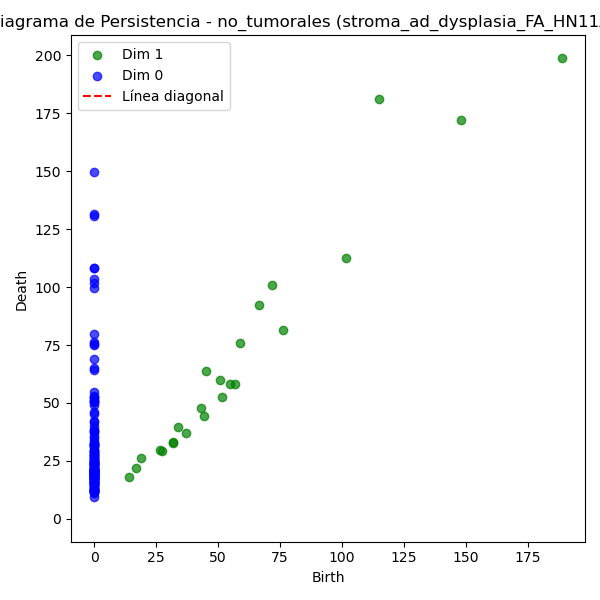 iagrama de Persistencia - no_tumorales (stroma_ad_dysplasia_FA_HN11
Dim 1
Dim 0
Línea diagonal
200
175
150
125
100
75
50
25
0
Death
0
25
50
75
100
125
150
175
Birth